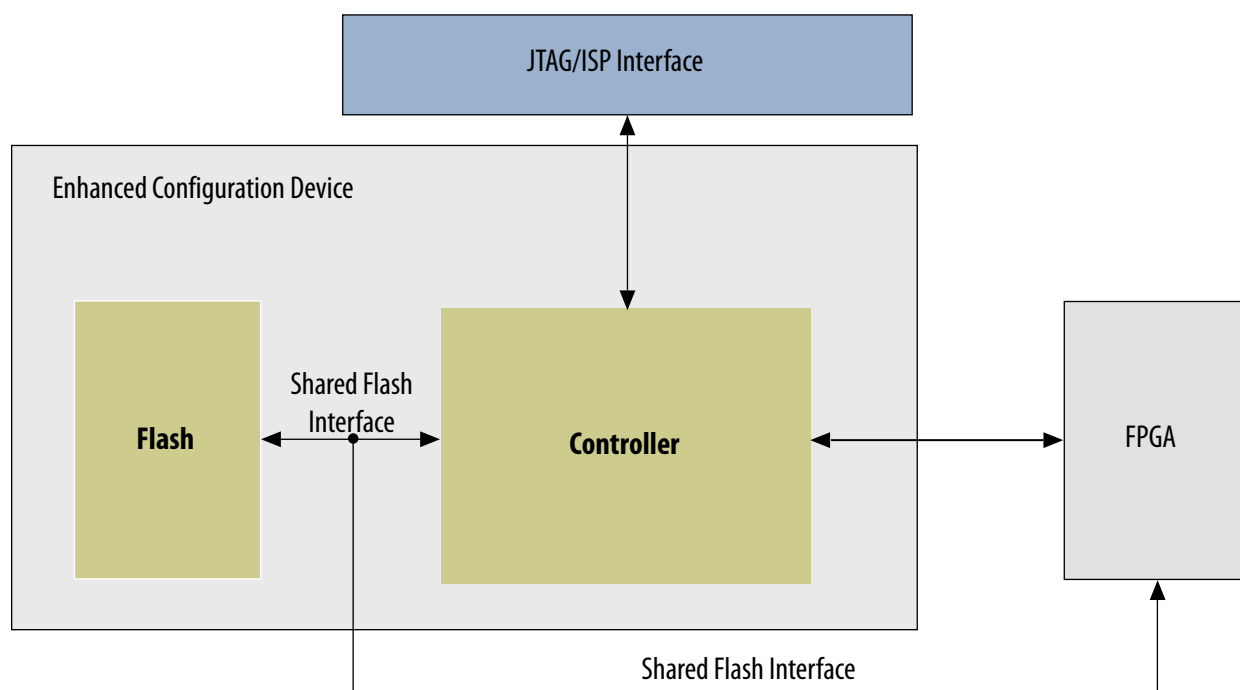 JTAG/ISP Interface
Enhanced Configuration Device
Shared Flash
Interface
Flash
Controller
FPGA
Shared Flash Interface